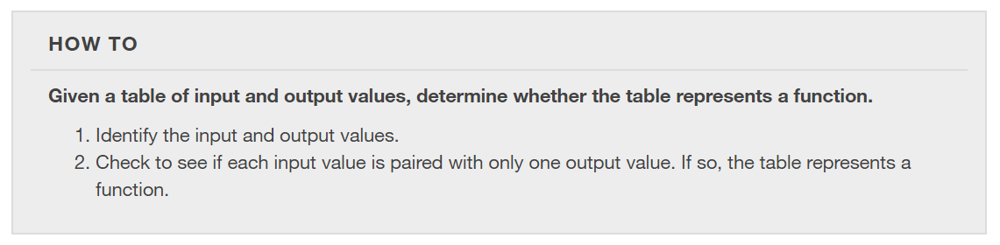 HOW TO
Given a table of input and output values, determine whether the table represents a function.
1. Identify the input and output values.
2. Check to see if each input value is paired with only one output value. If so, the table represents a
function.